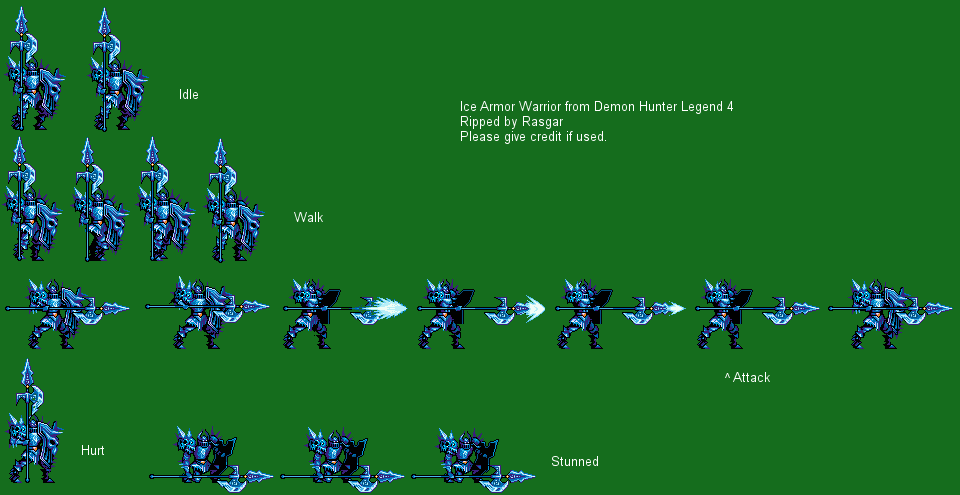 Idle
Ice Armor Warrior from Demon Hunter Legend 4
Ripped by Rasgar
Please give credit if used.
Walk
^ Attack
Hurt
Stunned